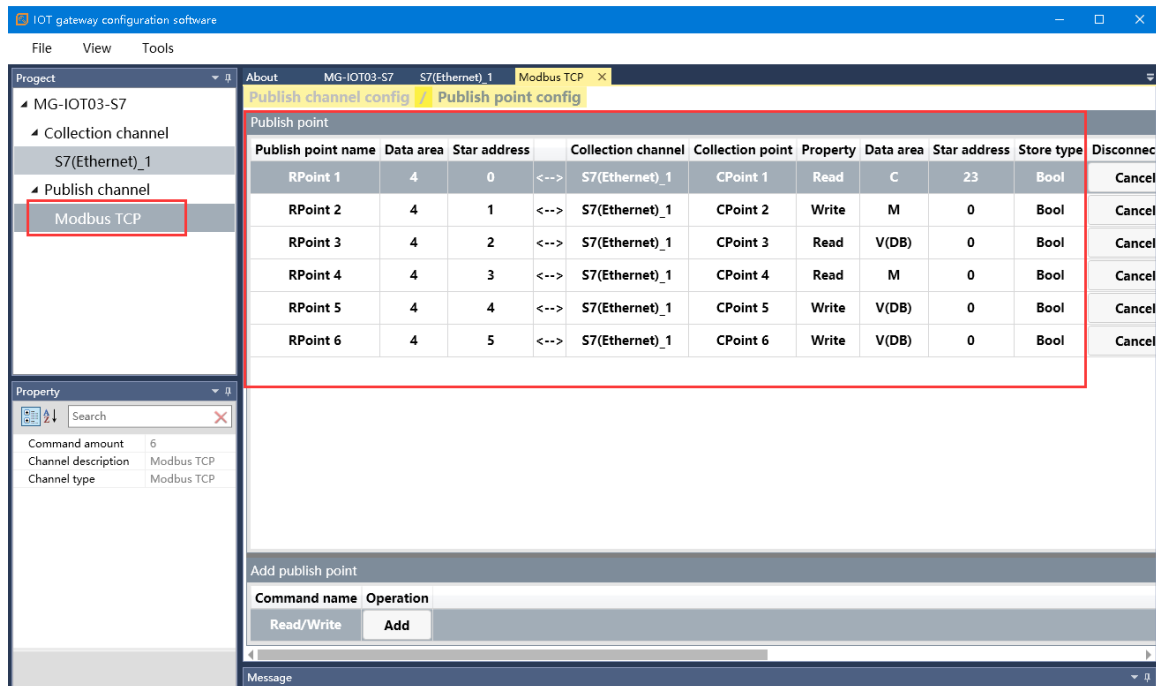 IOT gateway configuration software
File View Tools
Progect
MG-IOT03-S7
Collection channel
S7(Ethernet)_1
Publish channel
Modbus TCP
Property
Search
Command amount 6
Channel description Modbus TCP
Channel type Modbus TCP
About MG-IOT03-S7 S7(Ethernet)_1 Modbus TCP
Publish channel config / Publish point config
Publish point
Publish point name Data area Star address Collection channel Collection point Property Data area Star address Store type Disconnec
RPoint 1 4 0 <--> S7(Ethernet)_1 CPoint 1 Read C 23 Bool Cancel
RPoint 2 4 1 <--> S7(Ethernet)_1 CPoint 2 Write M 0 Bool Cancel
RPoint 3 4 2 <--> S7(Ethernet)_1 CPoint 3 Read V(DB) 0 Bool Cancel
RPoint 4 4 3 <--> S7(Ethernet)_1 CPoint 4 Read M 0 Bool Cancel
RPoint 5 4 4 <--> S7(Ethernet)_1 CPoint 5 Write V(DB) 0 Bool Cancel
RPoint 6 4 5 <--> S7(Ethernet)_1 CPoint 6 Write V(DB) 0 Bool Cancel
Add publish point
Command name Operation
Read/Write Add
Message